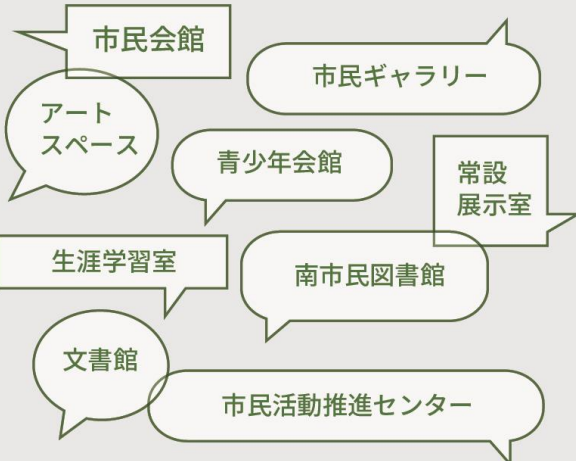 市民会館
市民ギャラリー
アート
スペース
青少年会館
常設
展示室
生涯学習室
南市民図書館
文書館
市民活動推進センター